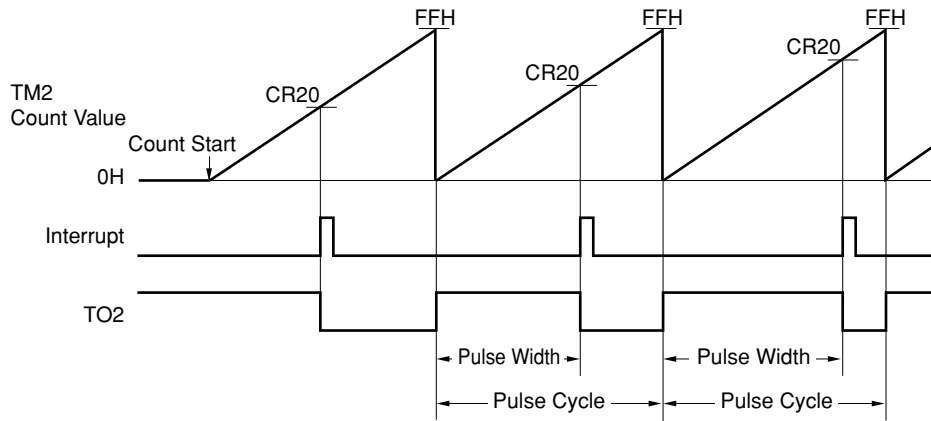 FFH
FFH
FFH
CR20
CR20
CR20
TM2
Count Value
Count Start
0H
Interrupt
TO2
Pulse Width
Pulse Width
Pulse Cycle
Pulse Cycle